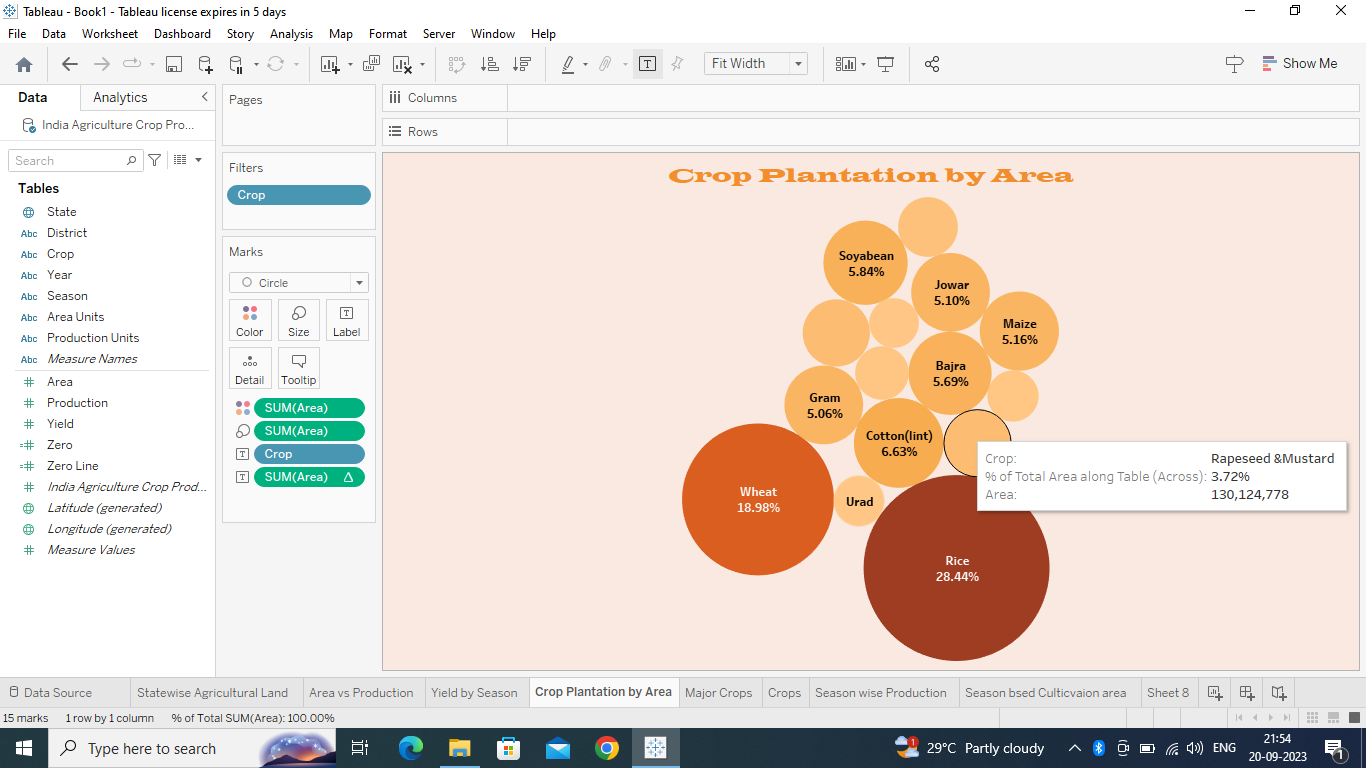 Tableau - Book1 - Tableau license expires in 5 days
File Data Worksheet Dashboard Story Analysis Map Format Server Window Help
Fit Width
Show Me
Data Analytics
India Agriculture Crop Pro...
Search
Tables
State
Abc District
Abc Crop
Abc Year
Abc Season
Abc Area Units
Abc Production Units
Abc Measure Names
Area
Production
Yield
Zero
Zero Line
India Agriculture Crop Prod...
Latitude (generated)
Longitude (generated)
Measure Values
Pages
Filters
Crop
Marks
Circle
Color Size Label
Detail Tooltip
SUM(Area)
SUM(Area)
Crop
SUM(Area)
Columns
Rows
Crop Plantation by Area
Soyabean
5.84%
Jowar
5.10%
Maize
5.16%
Bajra
5.69%
Gram
5.06%
Cotton(lint)
6.63%
Wheat
18.98%
Urad
Rice
28.44%
Crop: Rapeseed &Mustard
% of Total Area along Table (Across): 3.72%
Area: 130,124,778
Data Source Statewise Agricultural Land Area vs Production Yield by Season Crop Plantation by Area Major Crops Crops Season wise Production Season bsed Culticvaion area Sheet 8
15 marks 1 row by 1 column % of Total SUM(Area): 100.00%
Type here to search
1 29°C Partly cloudy ENG 21:54
20-09-2023 1